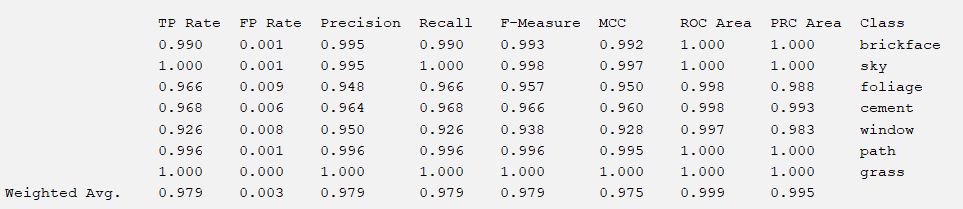 TP Rate FP Rate Precision Recall F-Measure MCC ROC Area PRC Area Class
0.990 0.001 0.995 0.990 0.993 0.992 1.000 1.000 brickface
1.000 0.001 0.995 1.000 0.998 0.997 1.000 1.000 sky
0.966 0.009 0.948 0.966 0.957 0.950 0.998 0.988 foliage
0.968 0.006 0.964 0.968 0.966 0.960 0.998 0.993 cement
0.926 0.008 0.950 0.926 0.938 0.928 0.997 0.983 window
0.996 0.001 0.996 0.996 0.996 0.995 1.000 1.000 path
1.000 0.000 1.000 1.000 1.000 1.000 1.000 1.000 grass
Weighted Avg. 0.979 0.003 0.979 0.979 0.979 0.975 0.999 0.995